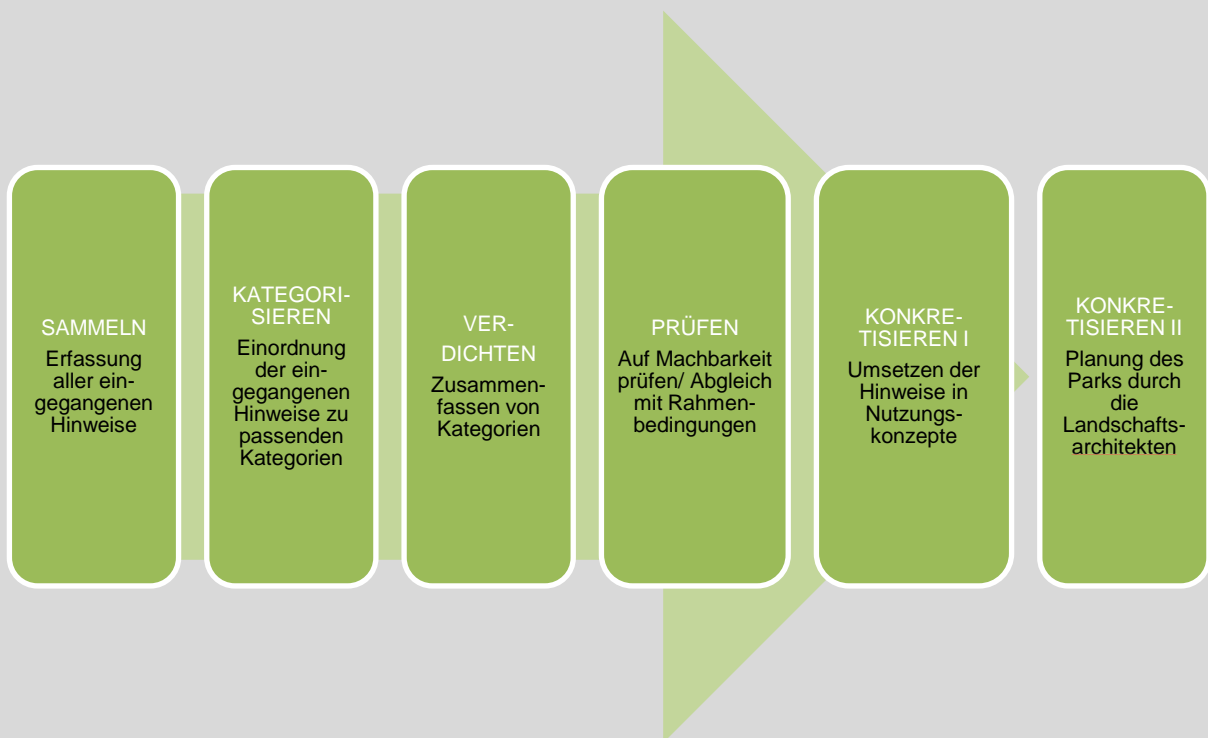 SAMMELN
Erfassung
aller ein-
gegangenen
Hinweise
KATEGORI-
SIEREN
Einordnung
der ein-
gegangenen
Hinweise zu
passenden
Kategorien
VER-
DICHTEN
Zusammen-
fassen von
Kategorien
PRÜFEN
Auf Machbarkeit
prüfen/ Abgleich
mit Rahmen-
bedingungen
KONKRE-
TISIEREN I
Umsetzen der
Hinweise in
Nutzungs-
konzepte
KONKRE-
TISIEREN II
Planung des
Parks durch
die
Landschafts-
architekten